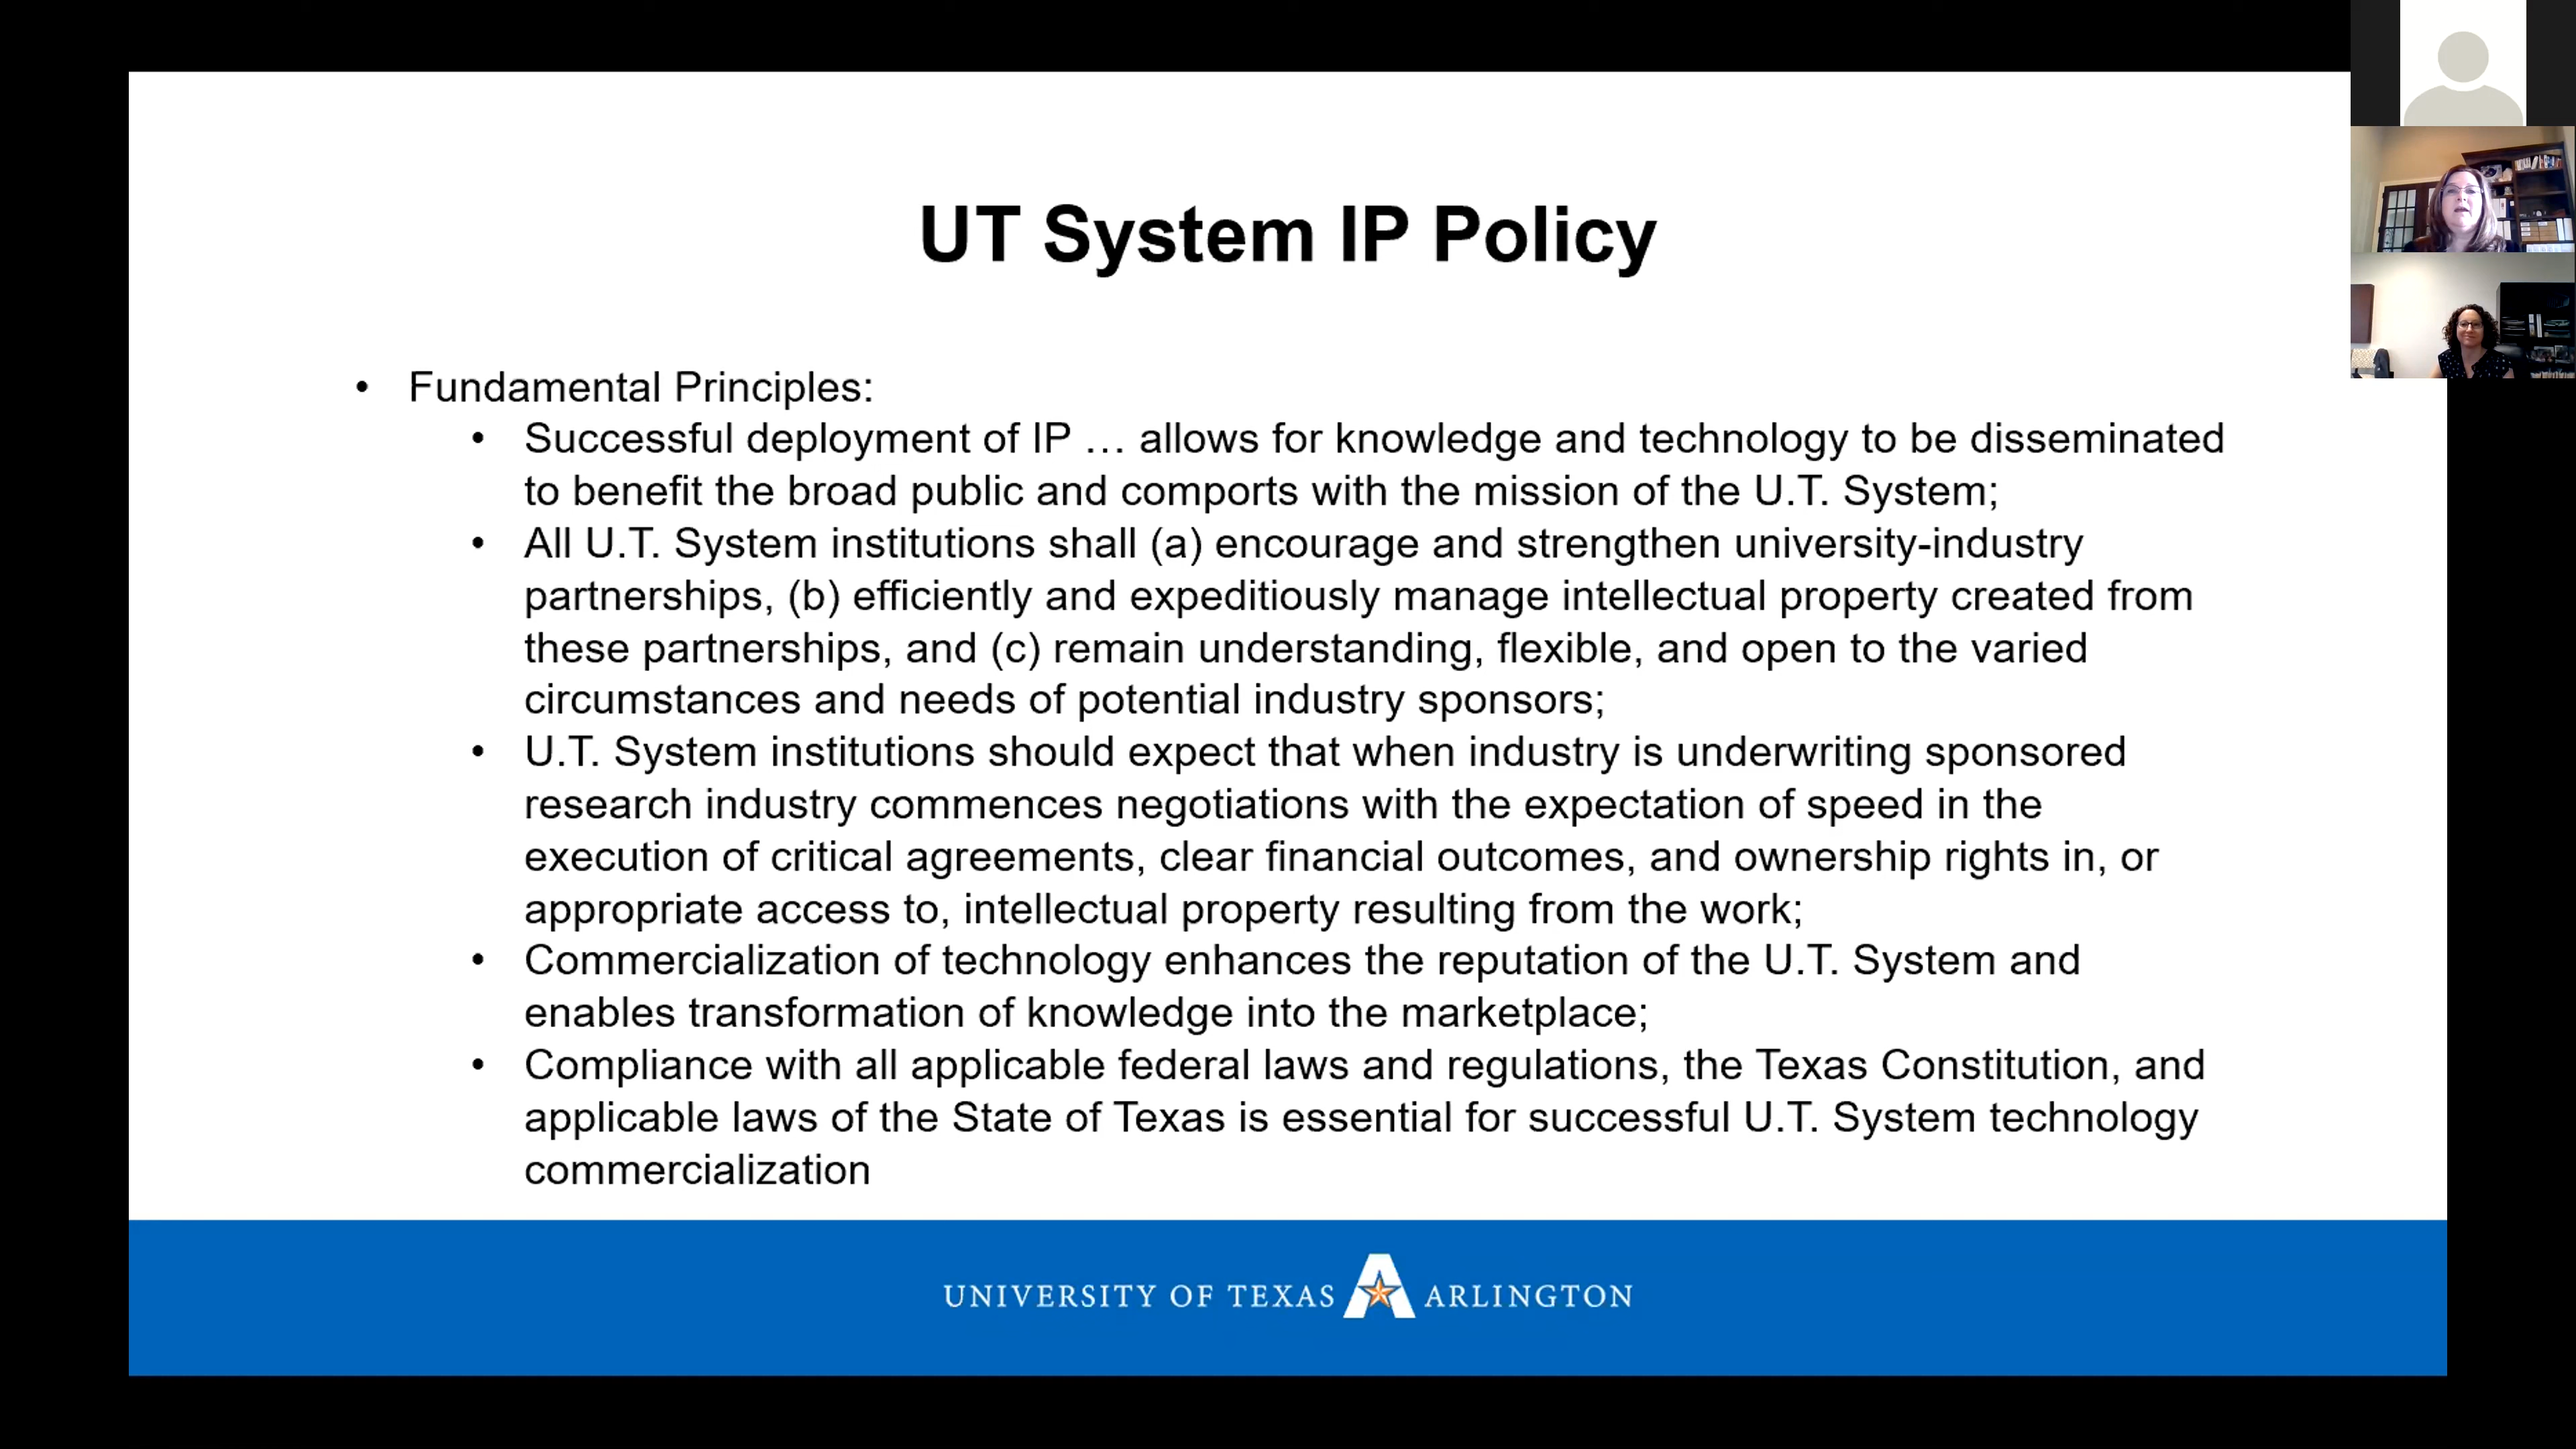 UT System IP Policy
• Fundamental Principles:
• Successful deployment of IP … allows for knowledge and technology to be disseminated
to benefit the broad public and comports with the mission of the U.T. System;
• All U.T. System institutions shall (a) encourage and strengthen university-industry
partnerships, (b) efficiently and expeditiously manage intellectual property created from
these partnerships, and (c) remain understanding, flexible, and open to the varied
circumstances and needs of potential industry sponsors;
• U.T. System institutions should expect that when industry is underwriting sponsored
research industry commences negotiations with the expectation of speed in the
execution of critical agreements, clear financial outcomes, and ownership rights in, or
appropriate access to, intellectual property resulting from the work;
• Commercialization of technology enhances the reputation of the U.T. System and
enables transformation of knowledge into the marketplace;
• Compliance with all applicable federal laws and regulations, the Texas Constitution, and
applicable laws of the State of Texas is essential for successful U.T. System technology
commercialization
UNIVERSITY OF TEXAS A ARLINGTON